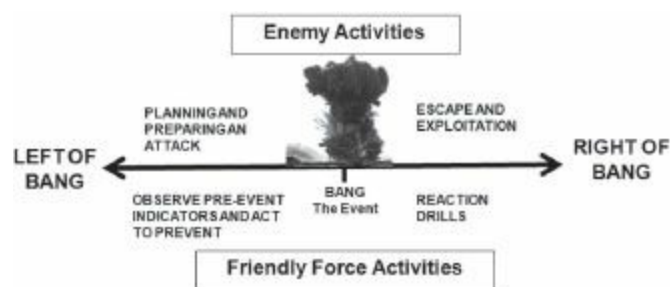 Enemy Activities
PLANNING AND
PREPARING AN
ATTACK
ESCAPE AND
EXPLOITATION
LEFT OF
BANG
RIGHT OF
BANG
OBSERVE PRE-EVENT
INDICATORS AND ACT
TO PREVENT
BANG
The Event
REACTION
DRILLS
Friendly Force Activities